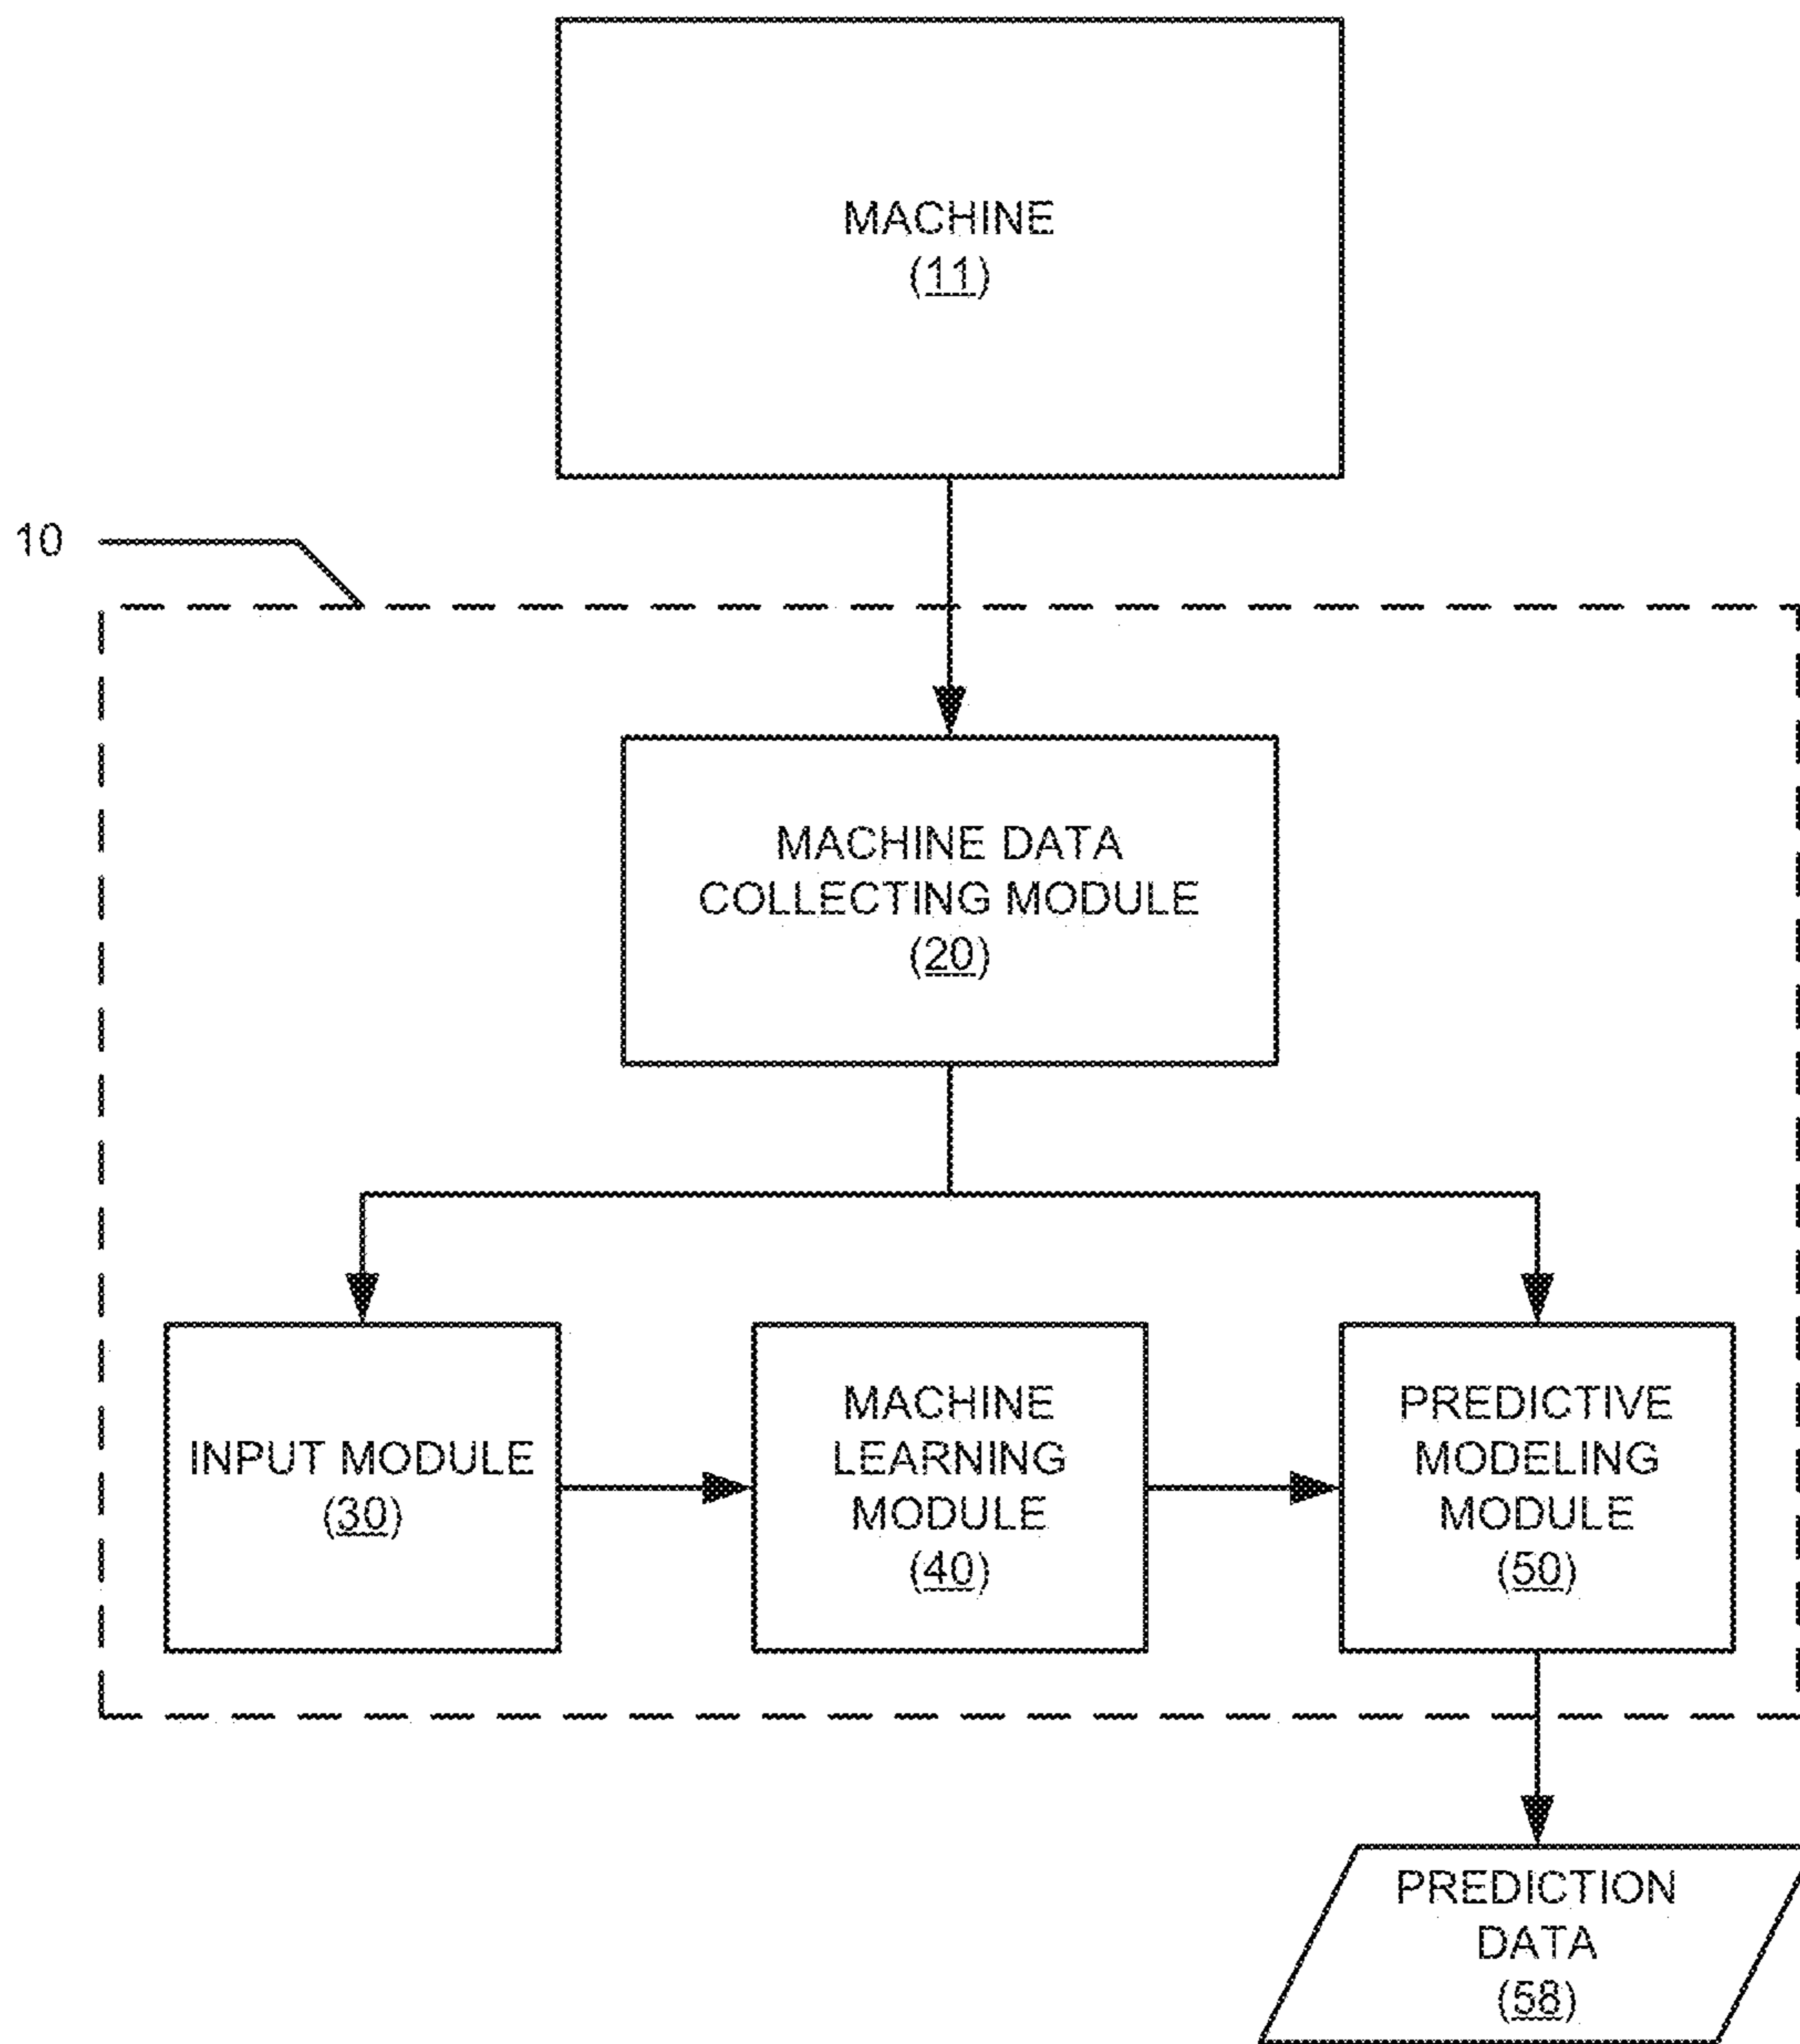 MACHINE
(11)
10
MACHINE DATA
COLLECTING MODULE
(20)
INPUT MODULE
(30)
MACHINE
LEARNING
MODULE
(40)
PREDICTIVE
MODELING
MODULE
(50)
PREDICTION
DATA
(58)